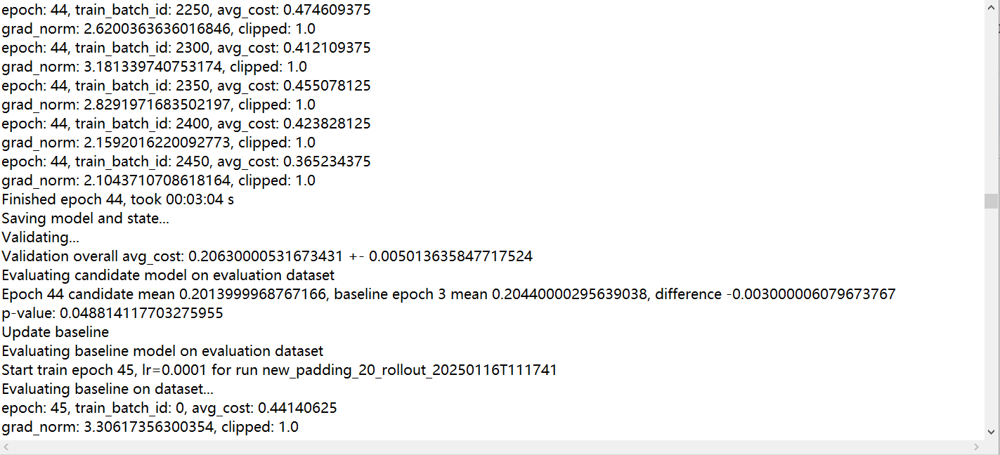 epoch: 44, train_batch_id: 2250, avg_cost: 0.474609375
grad_norm: 2.6200363636016846, clipped: 1.0
epoch: 44, train_batch_id: 2300, avg_cost: 0.412109375
grad_norm: 3.181339740753174, clipped: 1.0
epoch: 44, train_batch_id: 2350, avg_cost: 0.455078125
grad_norm: 2.8291971683502197, clipped: 1.0
epoch: 44, train_batch_id: 2400, avg_cost: 0.423828125
grad_norm: 2.1592016220092773, clipped: 1.0
epoch: 44, train_batch_id: 2450, avg_cost: 0.365234375
grad_norm: 2.1043710708618164, clipped: 1.0
Finished epoch 44, took 00:03:04 s
Saving model and state...
Validating...
Validation overall avg_cost: 0.20630000531673431 +- 0.005013635847717524
Evaluating candidate model on evaluation dataset
Epoch 44 candidate mean 0.2013999968767166, baseline epoch 3 mean 0.20440000295639038, difference -0.003000006079673767
p-value: 0.048814117703275955
Update baseline
Evaluating baseline model on evaluation dataset
Start train epoch 45, lr=0.0001 for run new_padding_20_rollout_20250116T111741
Evaluating baseline on dataset...
epoch: 45, train_batch_id: 0, avg_cost: 0.44140625
grad_norm: 3.30617356300354, clipped: 1.0